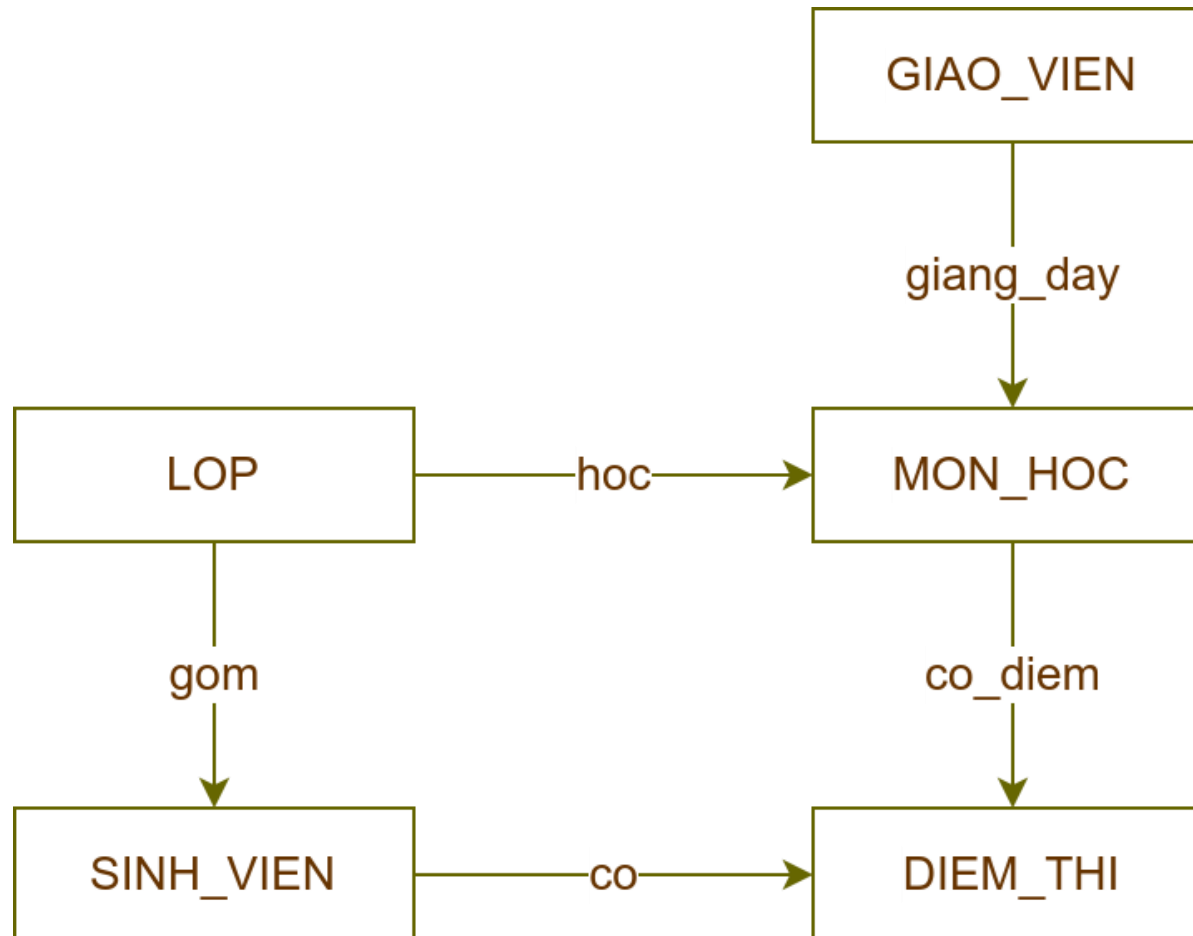 GIAO_VIEN
giang_day
LOP
hoc
MON_HOC
gom
co_diem
SINH_VIEN
co
DIEM_THI